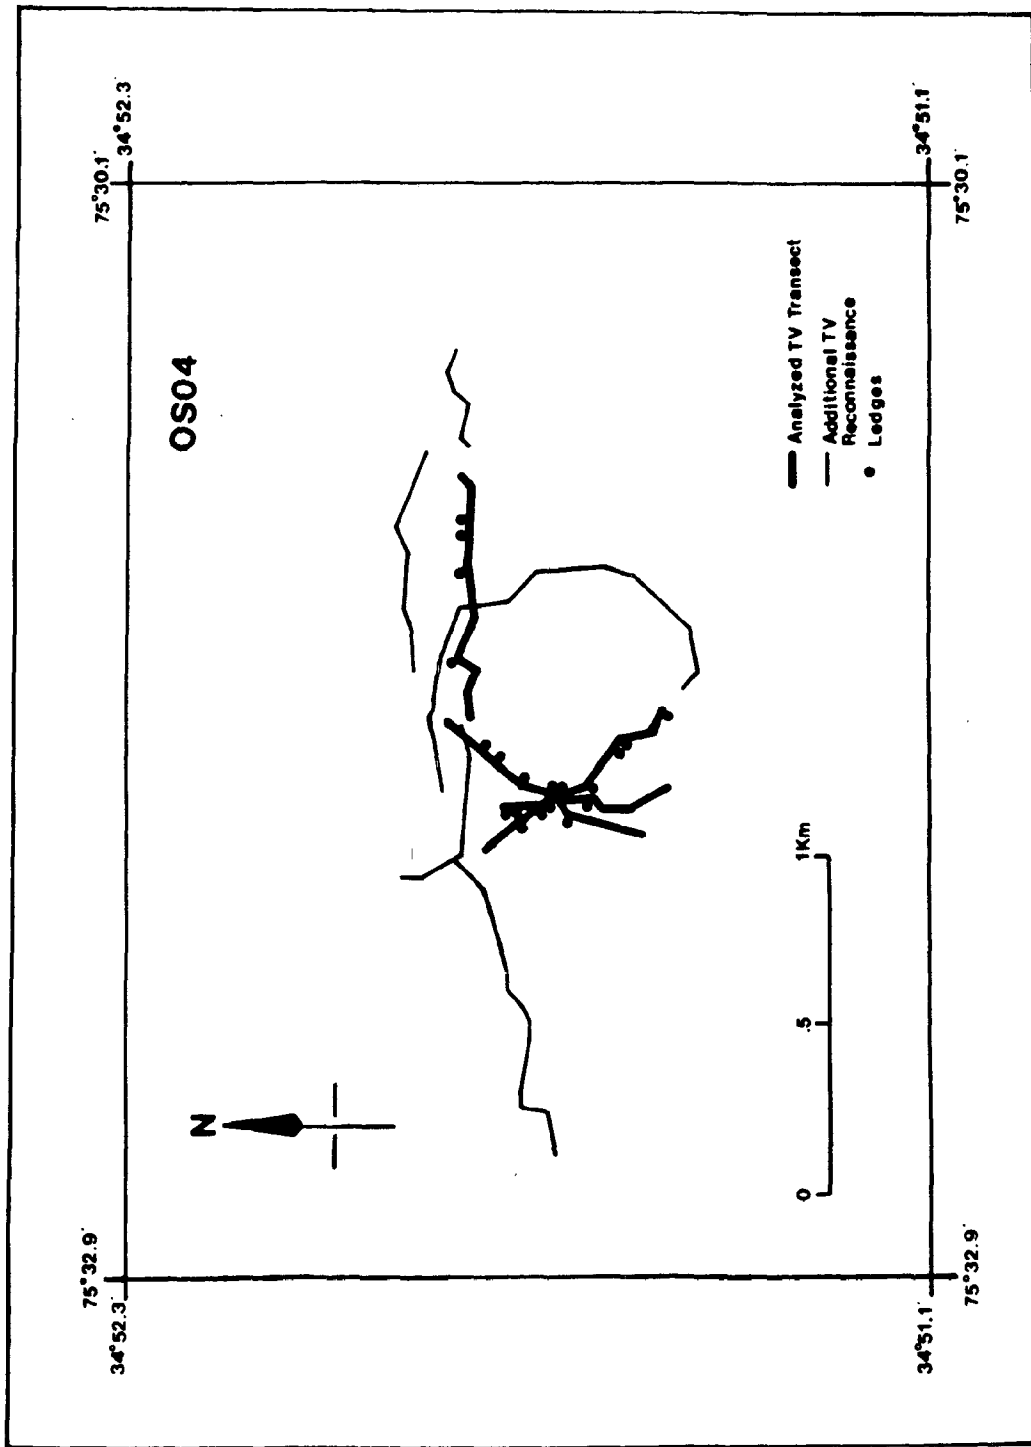 OS04
N
75°32.9'
34°52.3'
75°30.1'
34°52.3'
Analyzed TV Transect
Additional TV
Reconnaissance
Ledges
0
.5
1Km
34°51.1'
75°32.9'
34°51.1'
75°30.1'